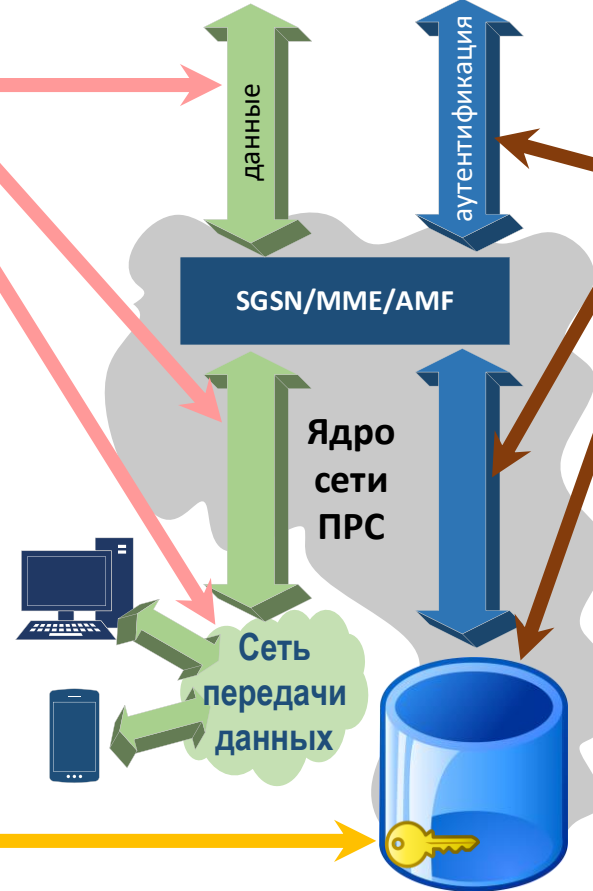 данные
аутентификация
SGSN/MME/AMF
Ядро
сети
ПРС
Сеть
передачи
данных